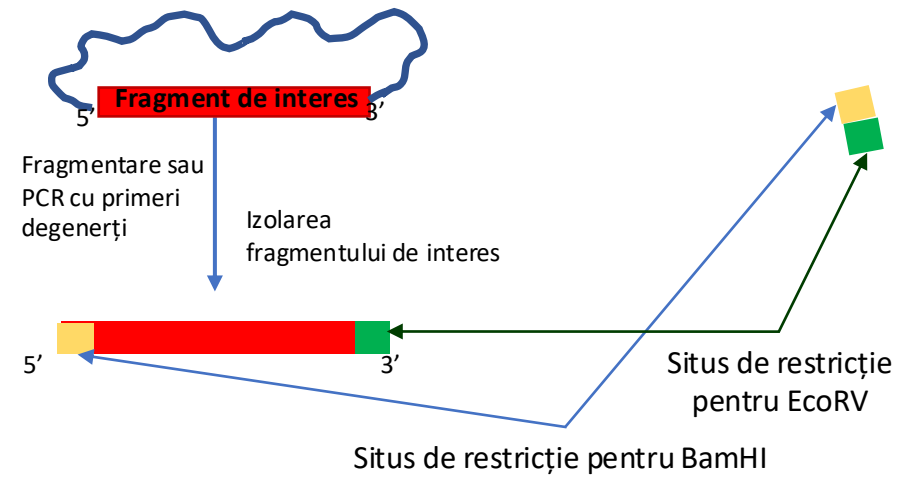 Fragment de interes
5’
3’
Fragmentare sau
PCR cu primeri
degenerți
Izolarea
fragmentului de interes
5’
3’
Situs de restricție
pentru EcoRV
Situs de restricție pentru BamHI